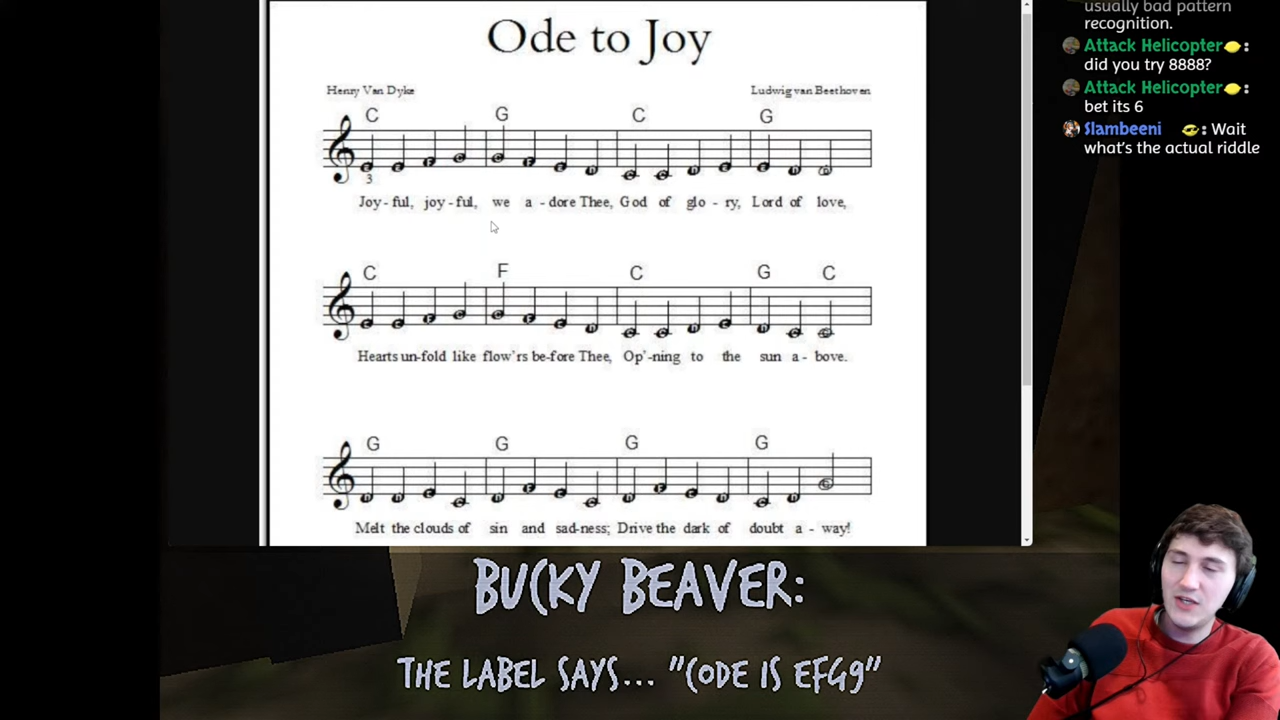 Ode to Joy
Henry Van Dyke Ludwig van Beethoven
C G C G
3
Joy - ful, joy - ful, we a - dore Thee, God of glo - ry, Lord of love,
C F C G C
Hearts un-fold like flow'rs be-fore Thee, Op'-ning to the sun a - bove.
G G G G
Melt the clouds of sin and sad-ness; Drive the dark of doubt a - way!
BUCKY BEAVER:
THE LABEL SAYS... "CODE IS EFG9"
usually bad pattern
recognition.
Attack Helicopter:
did you try 8888?
Attack Helicopter:
bet its 6
Slambeeni : Wait
what's the actual riddle